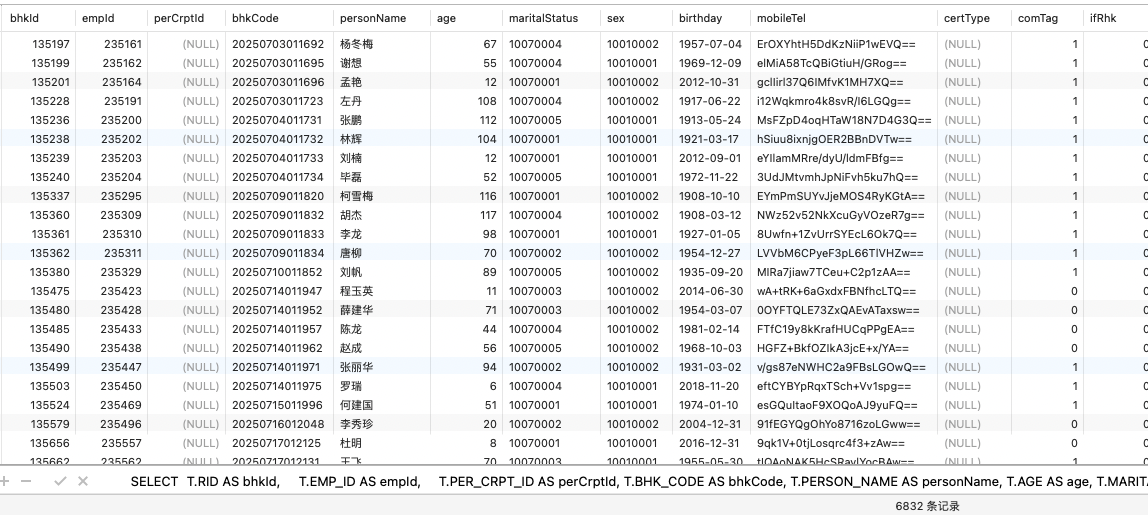 bhkId empId perCrptId bhkCode personName age maritalStatus sex birthday mobileTel certType comTag ifRhk
135197 235161 (NULL) 20250703011692 杨冬梅 67 10070004 10010002 1957-07-04 ErOXYhtH5DdKzNiiP1wEVQ== (NULL) 1 0
135199 235162 (NULL) 20250703011695 谢想 55 10070004 10010001 1969-12-09 elMiA58TcQBiGtiuH/GRog== (NULL) 1 0
135201 235164 (NULL) 20250703011696 孟艳 12 10070001 10010002 2012-10-31 gcIlirl37Q6IMfvK1MH7XQ== (NULL) 1 0
135228 235191 (NULL) 20250703011723 左丹 108 10070004 10010002 1917-06-22 i12Wqkmro4k8svR/I6LGQg== (NULL) 1 0
135236 235200 (NULL) 20250704011731 张鹏 112 10070005 10010002 1913-05-24 MsFZpD4oqHTaW18N7D4G3Q== (NULL) 1 0
135238 235202 (NULL) 20250704011732 林辉 104 10070001 10010001 1921-03-17 hSiuu8ixnjgOER2BBnDVTw== (NULL) 1 0
135239 235203 (NULL) 20250704011733 刘楠 12 10070001 10010001 2012-09-01 eYIlamMRre/dyU/ldmFBfg== (NULL) 1 0
135240 235204 (NULL) 20250704011734 毕磊 52 10070005 10010001 1972-11-22 3UdJMtvmhJpNiFvh5ku7hQ== (NULL) 1 0
135337 235295 (NULL) 20250709011820 柯雪梅 116 10070001 10010002 1908-10-10 EYmPmSUYvJjeMOS4RyKGtA== (NULL) 1 0
135360 235309 (NULL) 20250709011832 胡杰 117 10070004 10010002 1908-03-12 NWz52v52NkXcuGyVOzeR7g== (NULL) 1 0
135361 235310 (NULL) 20250709011833 李龙 98 10070001 10010001 1927-01-05 8Uwfn+1ZvUrrSYEcL6Ok7Q== (NULL) 1 0
135362 235311 (NULL) 20250709011834 唐柳 70 10070002 10010002 1954-12-27 LVVbM6CPyeF3pL66TIVHZw== (NULL) 1 0
135380 235329 (NULL) 20250710011852 刘帆 89 10070005 10010002 1935-09-20 MIRa7jiaw7TCeu+C2p1zAA== (NULL) 1 0
135475 235423 (NULL) 20250714011947 程玉英 11 10070003 10010002 2014-06-30 wA+tRK+6aGxdxFBNfhcLTQ== (NULL) 0 0
135480 235428 (NULL) 20250714011952 薛建华 71 10070003 10010002 1954-03-07 0OYFTQLE73ZxQAEvATaxsw== (NULL) 0 0
135485 235433 (NULL) 20250714011957 陈龙 44 10070004 10010002 1981-02-14 FTfC19y8kKrafHUCqPPgEA== (NULL) 0 0
135490 235438 (NULL) 20250714011962 赵成 56 10070005 10010002 1968-10-03 HGFZ+BkfOZIkA3jcE+x/YA== (NULL) 0 0
135499 235447 (NULL) 20250714011971 张丽华 94 10070002 10010002 1931-03-02 v/gs87eNWHC2a9FBsLGOwQ== (NULL) 1 0
135503 235450 (NULL) 20250714011975 罗瑞 6 10070004 10010001 2018-11-20 eftCYBYpRqxTSch+Vv1spg== (NULL) 1 0
135524 235469 (NULL) 20250715011996 何建国 51 10070001 10010001 1974-01-10 esGQuItaoF9XOQoAJ9yuFQ== (NULL) 1 0
135579 235496 (NULL) 20250716012048 李秀珍 20 10070002 10010002 2004-12-31 91fEGYQgOhYo8716zoLGww== (NULL) 0 0
135656 235557 (NULL) 20250717012125 杜明 8 10070001 10010001 2016-12-31 9qk1V+0tjLosqrc4f3+zAw== (NULL) 0 0
135662 235562 (NULL) 20250717012131 王飞 70 10070003 10010001 1955-05-30 (NULL) 1 0
SELECT T.RID AS bhkId, T.EMP_ID AS empId, T.PER_CRPT_ID AS perCrptId, T.BHK_CODE AS bhkCode, T.PERSON_NAME AS personName, T.AGE AS age, T.MARIT
6832 条记录